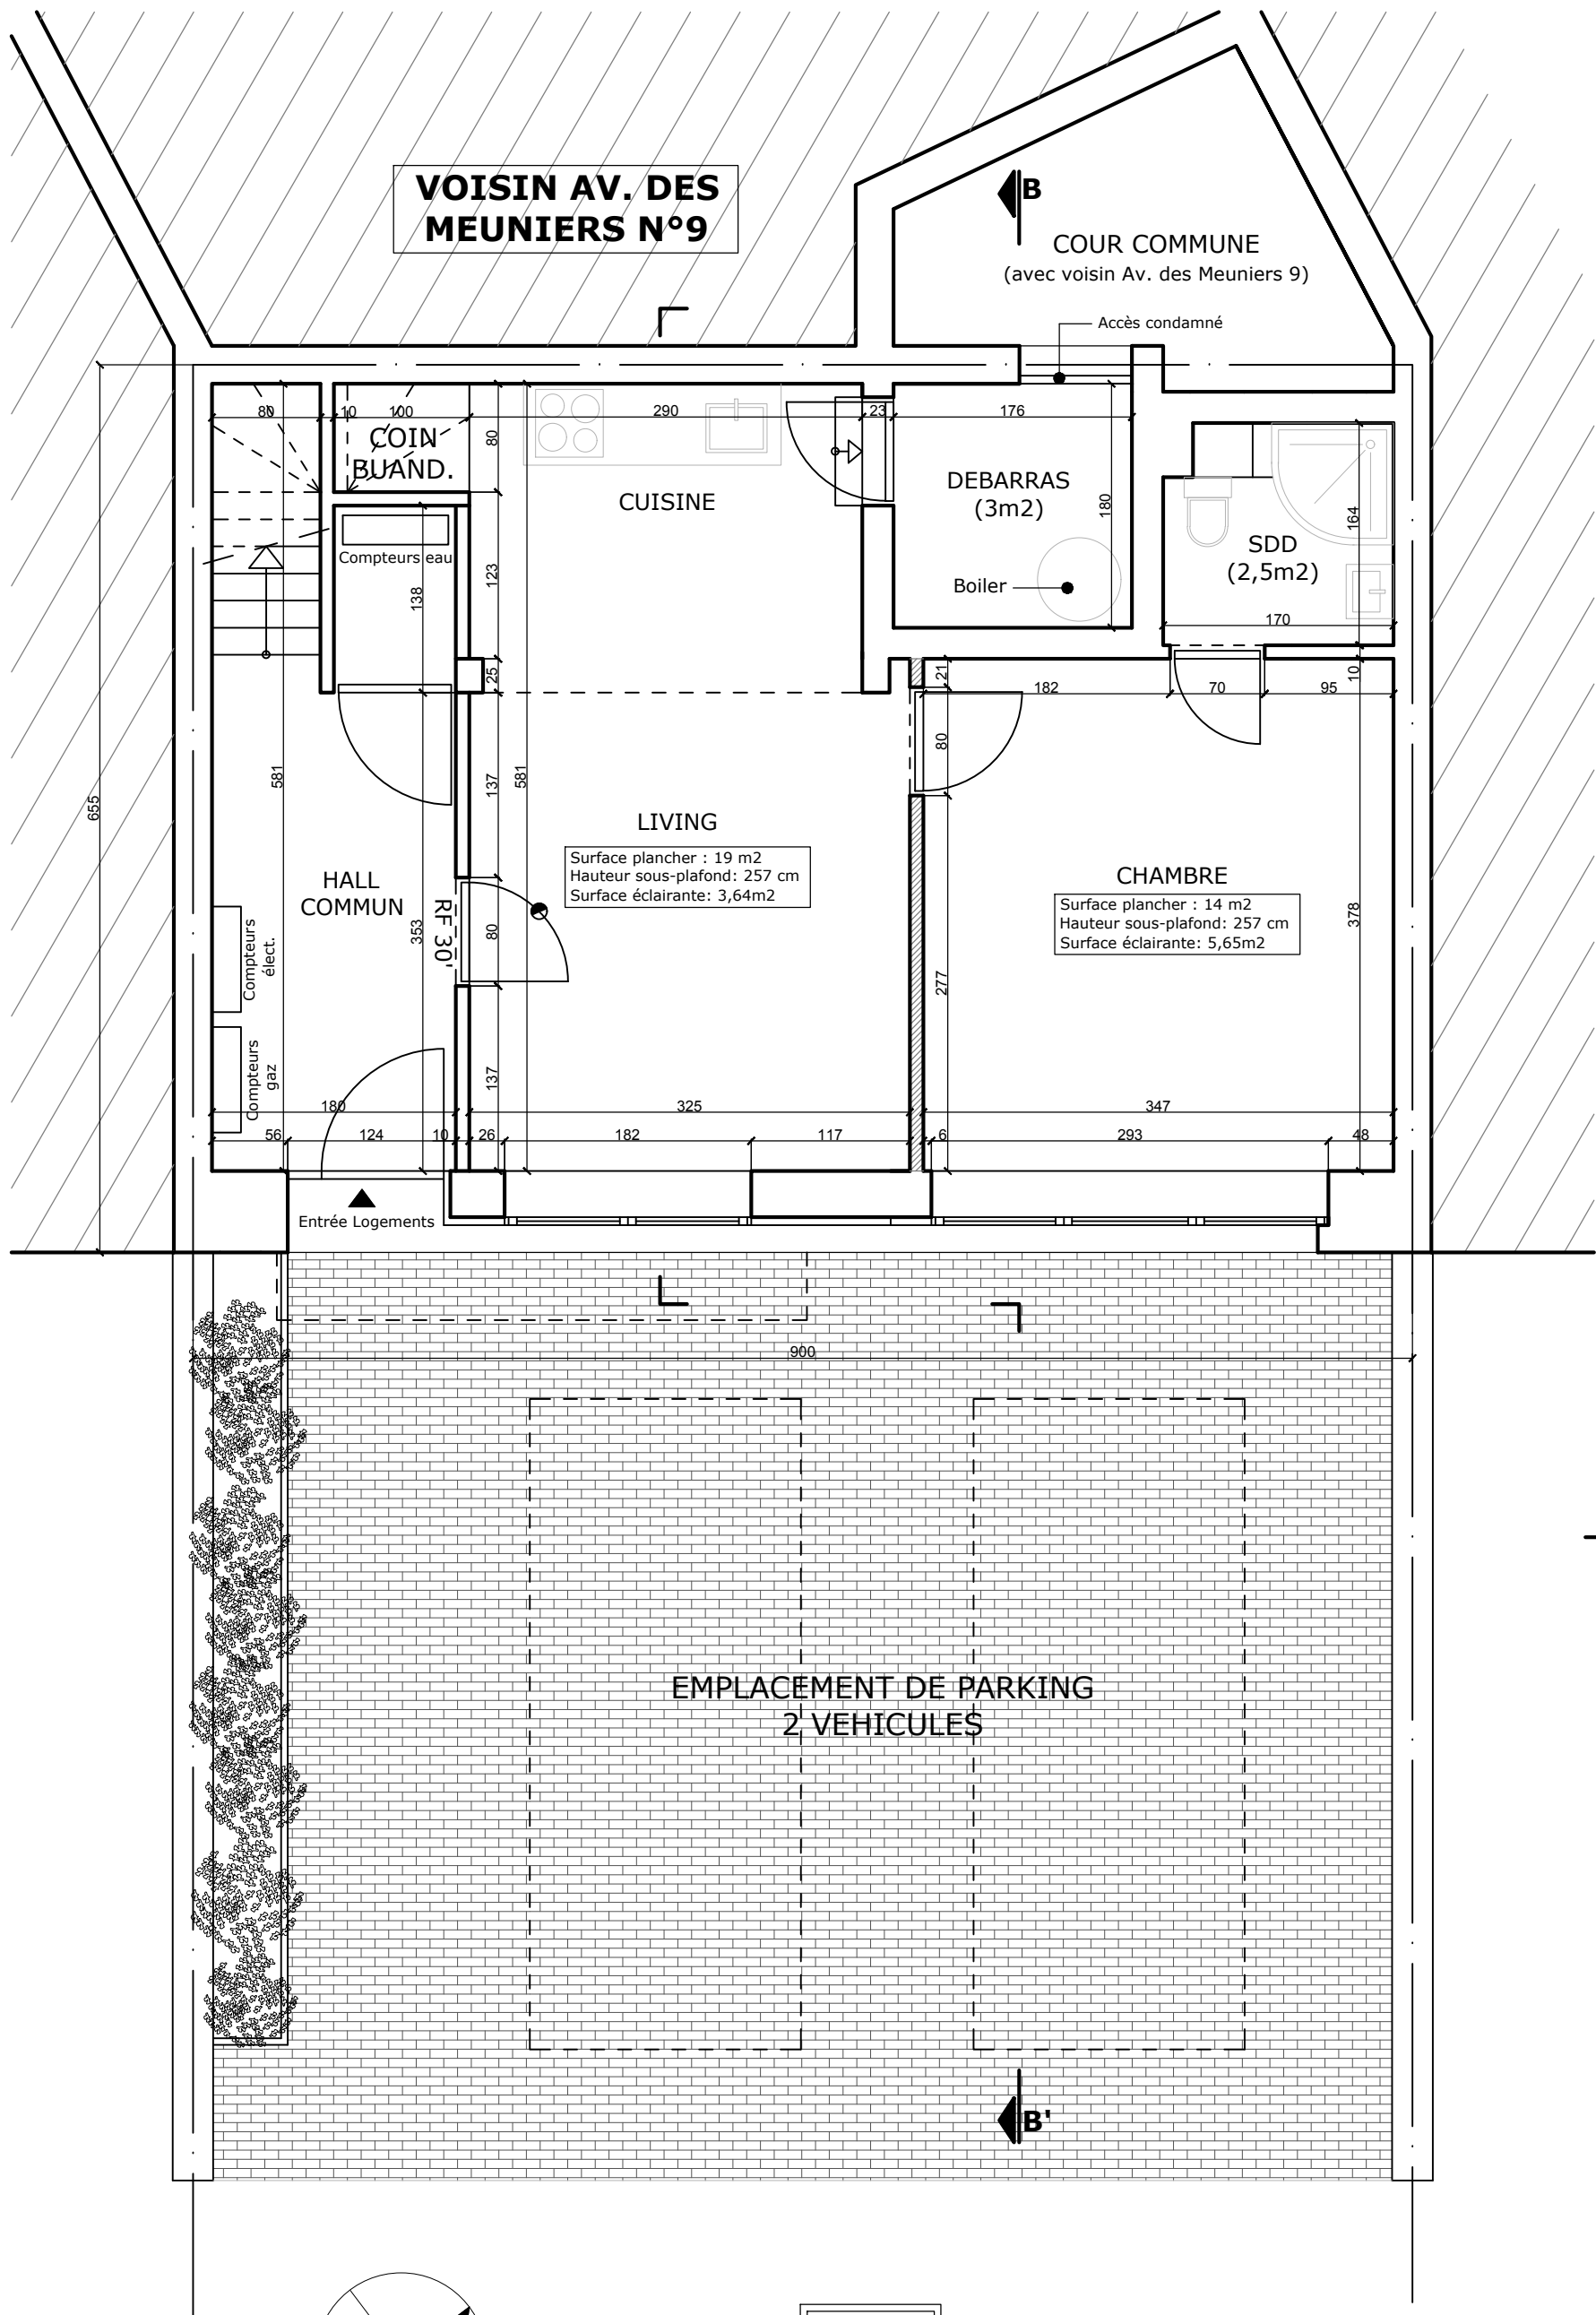 VOISIN AV. DES
MEUNIERS N°9
B
COUR COMMUNE
(avec voisin Av. des Meuniers 9)
Accès condamné
80
10
100
290
23
176
COIN
BUAND.
80
CUISINE
DEBARRAS
(3m2)
180
164
SDD
(2,5m2)
Compteurs eau
138
123
Boiler
170
25
21
182
70
95
10
581
581
137
80
655
LIVING
Surface plancher : 19 m2
Hauteur sous-plafond: 257 cm
Surface éclairante: 3,64m2
HALL
COMMUN
CHAMBRE
Surface plancher : 14 m2
Hauteur sous-plafond: 257 cm
Surface éclairante: 5,65m2
RF 30'
353
80
378
277
Compteurs
élect.
Compteurs
gaz
137
180
325
347
56
124
10
26
182
117
6
293
48
Entrée Logements
900
EMPLACEMENT DE PARKING
2 VEHICULES
B'